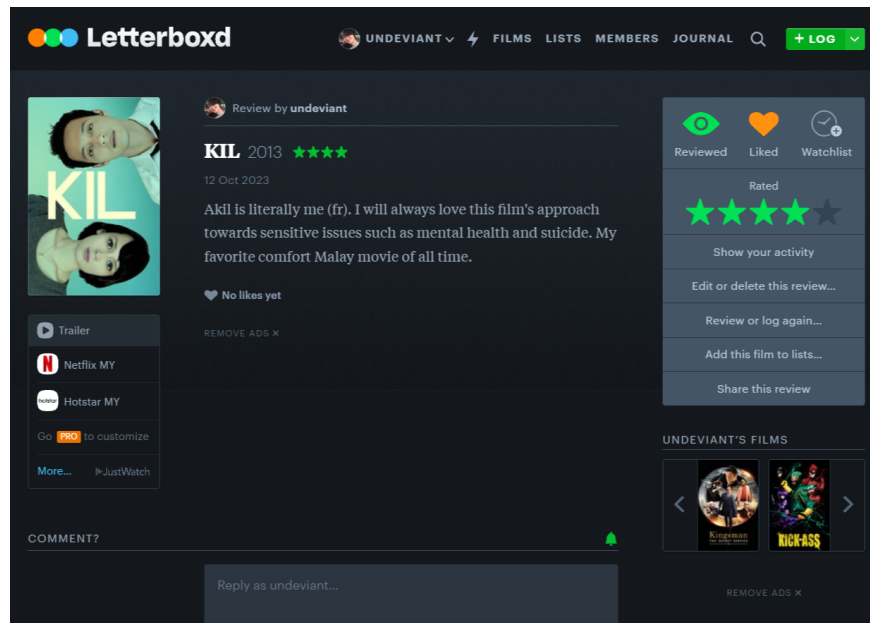 Letterboxd
UNDEVIANT
FILMS
LISTS
MEMBERS
JOURNAL
+ LOG
KIL
Review by undeviant
KIL 2013 ★★★★
12 Oct 2023
Akil is literally me (fr). I will always love this film's approach
towards sensitive issues such as mental health and suicide. My
favorite comfort Malay movie of all time.
No likes yet
REMOVE ADS ×
Trailer
N Netflix MY
hotstar Hotstar MY
Go PRO to customize
More...
JustWatch
Reviewed
Liked
Watchlist
Rated
Show your activity
Edit or delete this review...
Review or log again...
Add this film to lists...
Share this review
UNDEVIANT'S FILMS
Kingsman
KICK-ASS
REMOVE ADS ×
COMMENT?
Reply as undeviant...